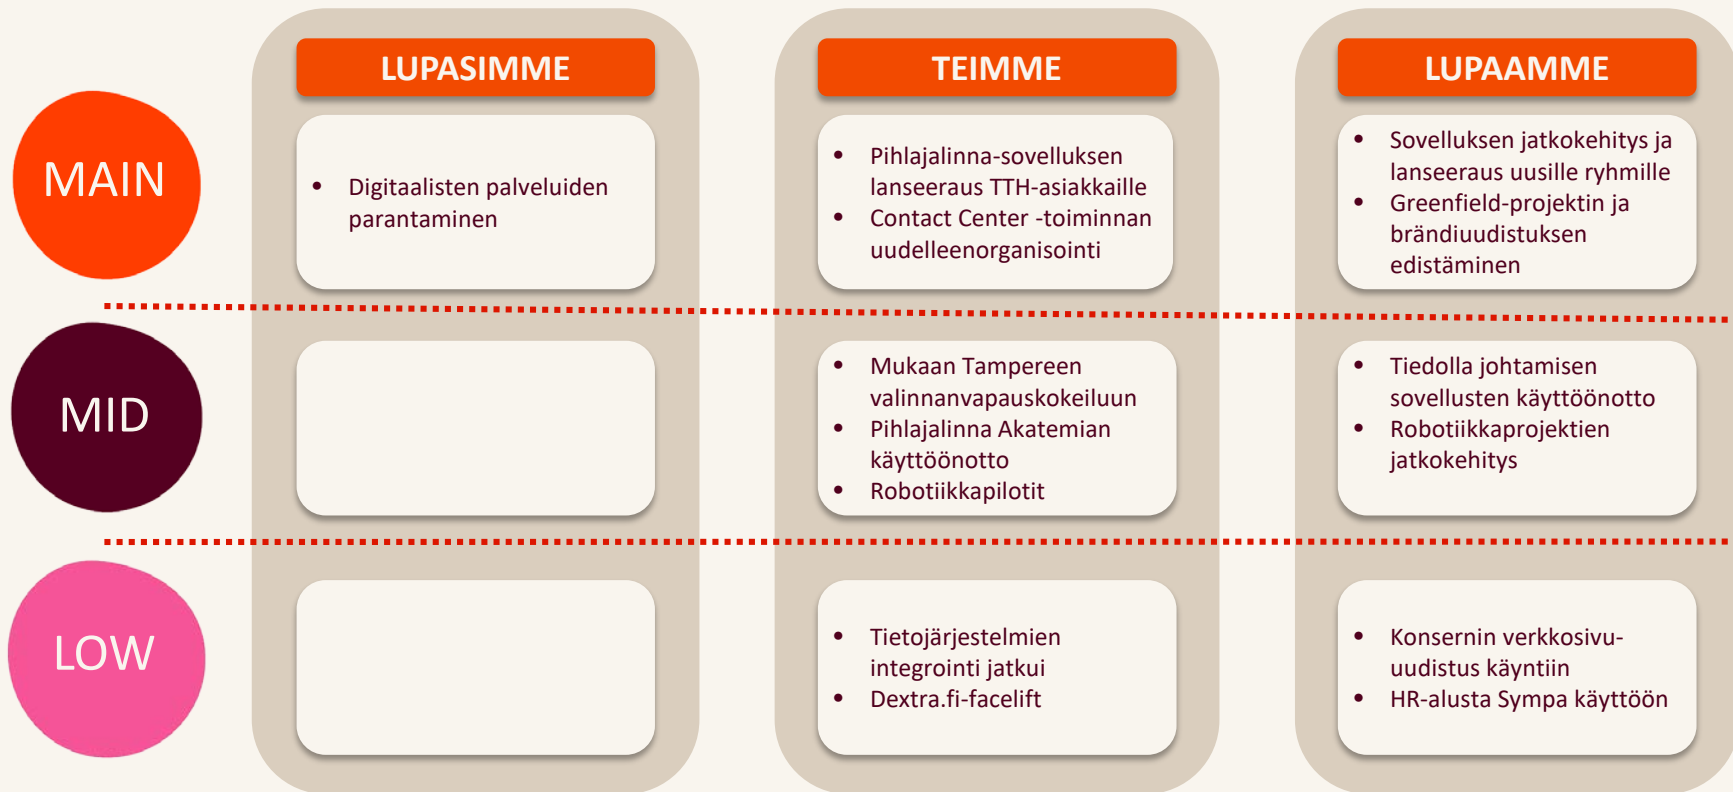 LUPASIMME
TEIMME
LUPAAMME
MAIN
• Digitaalisten palveluiden
parantaminen
• Pihlajalinna-sovelluksen
lanseeraus TTH-asiakkaille
• Contact Center -toiminnan
uudelleenorganisointi
• Sovelluksen jatkokehitys ja
lanseeraus uusille ryhmille
• Greenfield-projektin ja
brändiuudistuksen
edistäminen
MID
• Mukaan Tampereen
valinnanvapauskokeiluun
• Pihlajalinna Akatemian
käyttöönotto
• Robotiikkapilotit
• Tiedolla johtamisen
sovellusten käyttöönotto
• Robotiikkaprojektien
jatkokehitys
LOW
• Tietojärjestelmien
integrointi jatkui
• Dextra.fi-facelift
• Konsernin verkkosivu-
uudistus käyntiin
• HR-alusta Sympa käyttöön